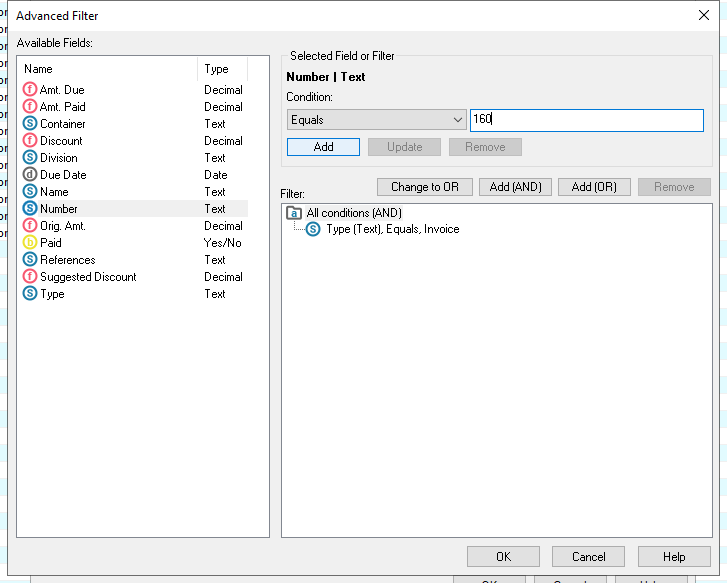 Advanced Filter
Available Fields:
Name Type
f Amt. Due Decimal
f Amt. Paid Decimal
S Container Text
f Discount Decimal
S Division Text
d Due Date Date
S Name Text
S Number Text
f Orig. Amt. Decimal
b Paid Yes/No
S References Text
f Suggested Discount Decimal
S Type Text
Selected Field or Filter
Number | Text
Condition:
Equals 160
Add Update Remove
Filter: Change to OR Add (AND) Add (OR) Remove
a All conditions (AND)
S Type (Text), Equals, Invoice
OK Cancel Help